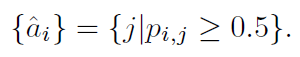 {â_i} = {j|p_{i,j} ≥ 0.5}.